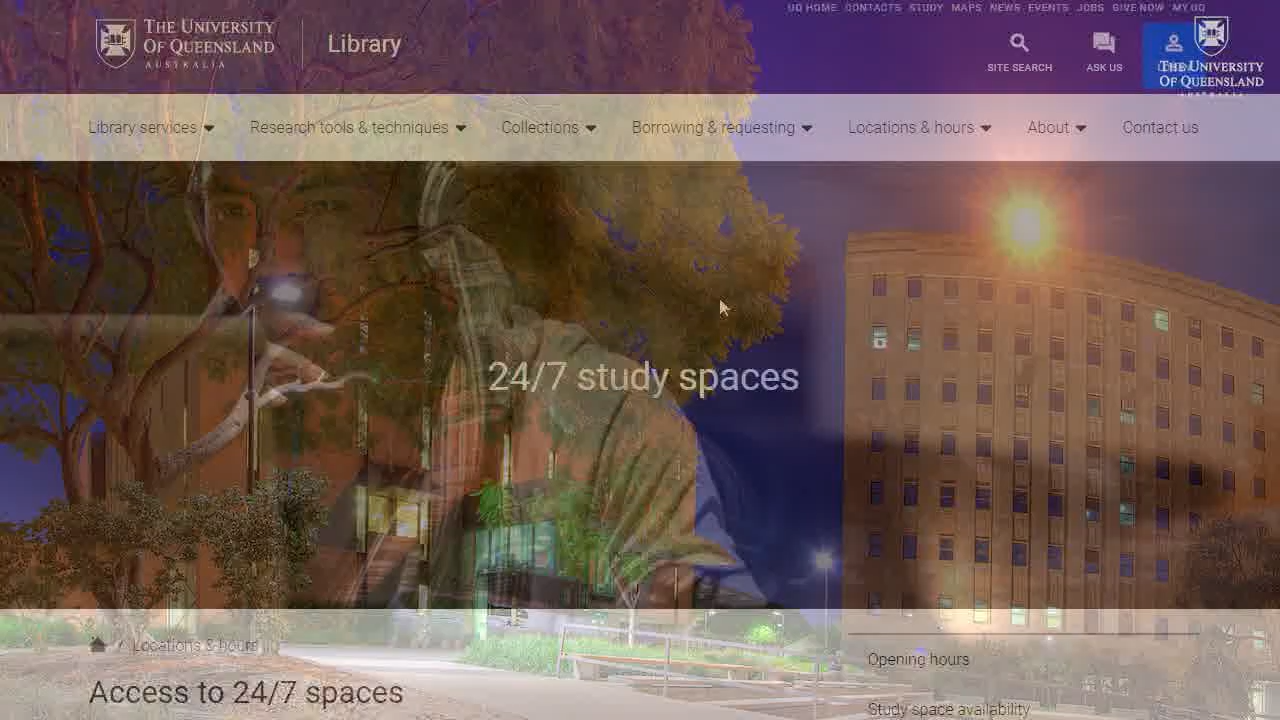 UQ HOME CONTACTS STUDY MAPS NEWS EVENTS JOBS GIVE NOW MY.UQ
THE UNIVERSITY
OF QUEENSLAND
AUSTRALIA
Library
SITE SEARCH
ASK US
THE UNIVERSITY
OF QUEENSLAND
AUSTRALIA
Library services
Research tools & techniques
Collections
Borrowing & requesting
Locations & hours
About
Contact us
24/7 study spaces
/ Locations & hours
Opening hours
Access to 24/7 spaces
Study space availability